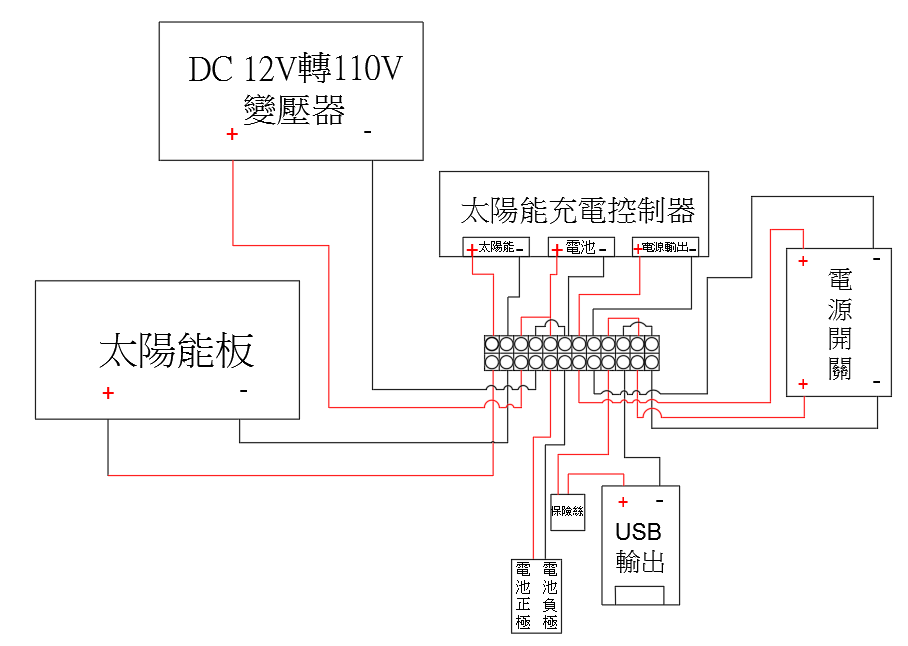 DC 12V轉110V
變壓器
+ -
太陽能充電控制器
+太陽能-
+電池-
+電源輸出-
+ -
電源開關
+ -
太陽能板
+ -
保險絲
+ -
USB
輸出
電池正極
電池負極